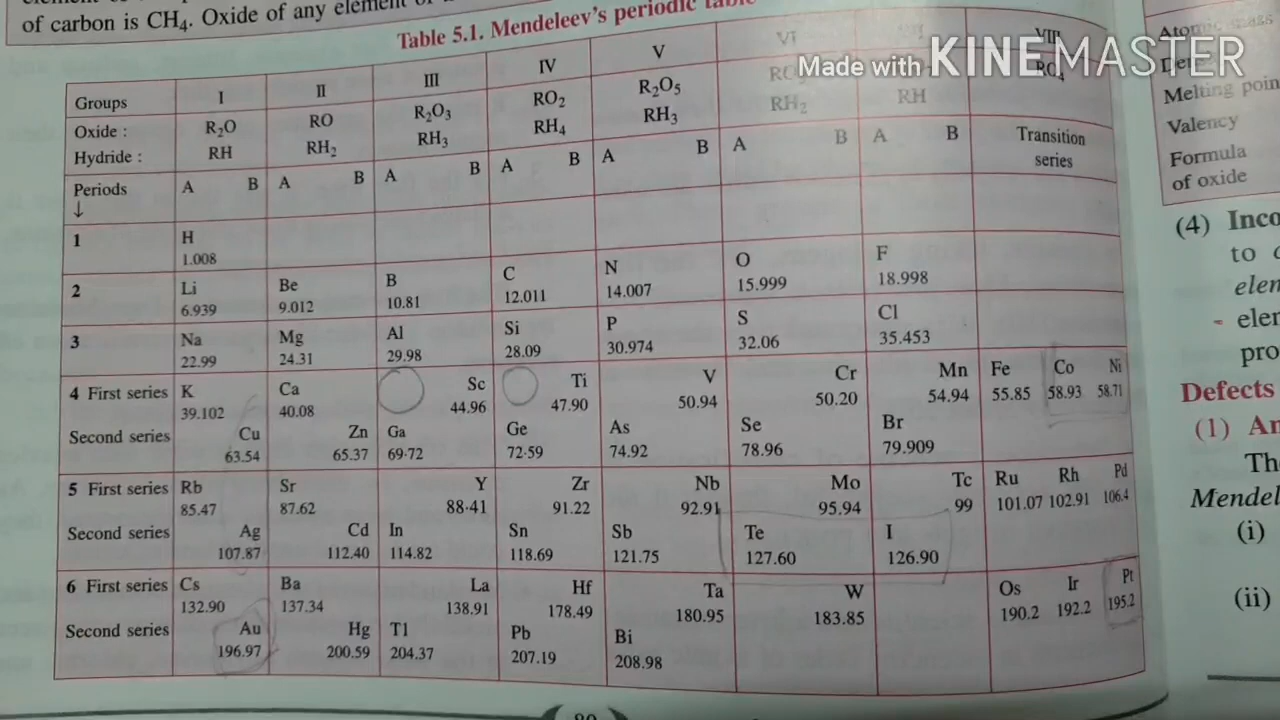 of carbon is CH₄. Oxide of any element
Table 5.1. Mendeleev's periodic table
Made with KINEMASTER
Groups I II III IV V VI VIII
Oxide : R₂O RO R₂O₃ RO₂ R₂O₅ RO₄
Hydride : RH RH₂ RH₃ RH₄ RH₃ RH₂ RH Transition series
Periods A B A B A B A B A B A B A B
↓
1 H
1.008
2 Li Be B C N O F
6.939 9.012 10.81 12.011 14.007 15.999 18.998
3 Na Mg Al Si P S Cl
22.99 24.31 29.98 28.09 30.974 32.06 35.453
4 First series K Ca Sc Ti V Cr Mn Fe Co Ni
39.102 40.08 44.96 47.90 50.94 50.20 54.94 55.85 58.93 58.71
Second series Cu Zn Ga Ge As Se Br
63.54 65.37 69·72 72·59 74.92 78.96 79.909
5 First series Rb Sr Y Zr Nb Mo Tc Ru Rh Pd
85.47 87.62 88·41 91.22 92.91 95.94 99 101.07 102.91 106.4
Second series Ag Cd In Sn Sb Te I
107.87 112.40 114.82 118.69 121.75 127.60 126.90
6 First series Cs Ba La Hf Ta W Os Ir Pt
132.90 137.34 138.91 178.49 180.95 183.85 190.2 192.2 195.2
Second series Au Hg Tl Pb Bi
196.97 200.59 204.37 207.19 208.98
Melting poin
Valency
Formula
of oxide
(4) Inco
to
elem
elem
pro
Defects
(1) An
The
Mendel
(i)
(ii)